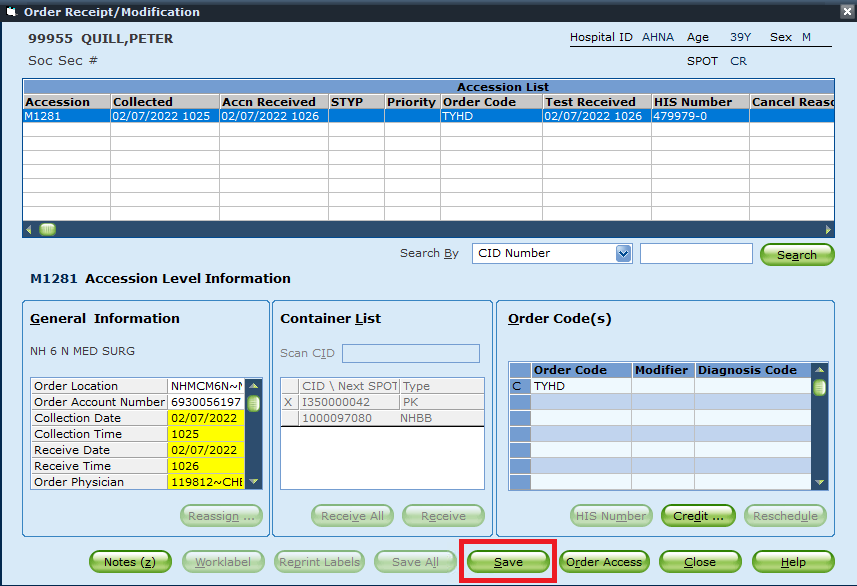 Order Receipt/Modification
99955 QUILL,PETER
Hospital ID AHNA Age 39Y Sex M
Soc Sec #
SPOT CR
Accession List
Accession Collected Accn Received STYP Priority Order Code Test Received HIS Number Cancel Reaso
M1281 02/07/2022 1025 02/07/2022 1026 TYHD 02/07/2022 1026 479979-0
Search By CID Number Search
M1281 Accession Level Information
General Information
NH 6 N MED SURG
Order Location NHMCM6N~
Order Account Number 6930056197
Collection Date 02/07/2022
Collection Time 1025
Receive Date 02/07/2022
Receive Time 1026
Order Physician 119812~CHE
Reassign ...
Container List
Scan CID
CID \ Next SPOT Type
X I350000042 PK
1000097080 NHBB
Receive All Receive
Order Code(s)
Order Code Modifier Diagnosis Code
C TYHD
HIS Number Credit ... Reschedule
Notes (z) Worklabel Reprint Labels Save All Save Order Access Close Help